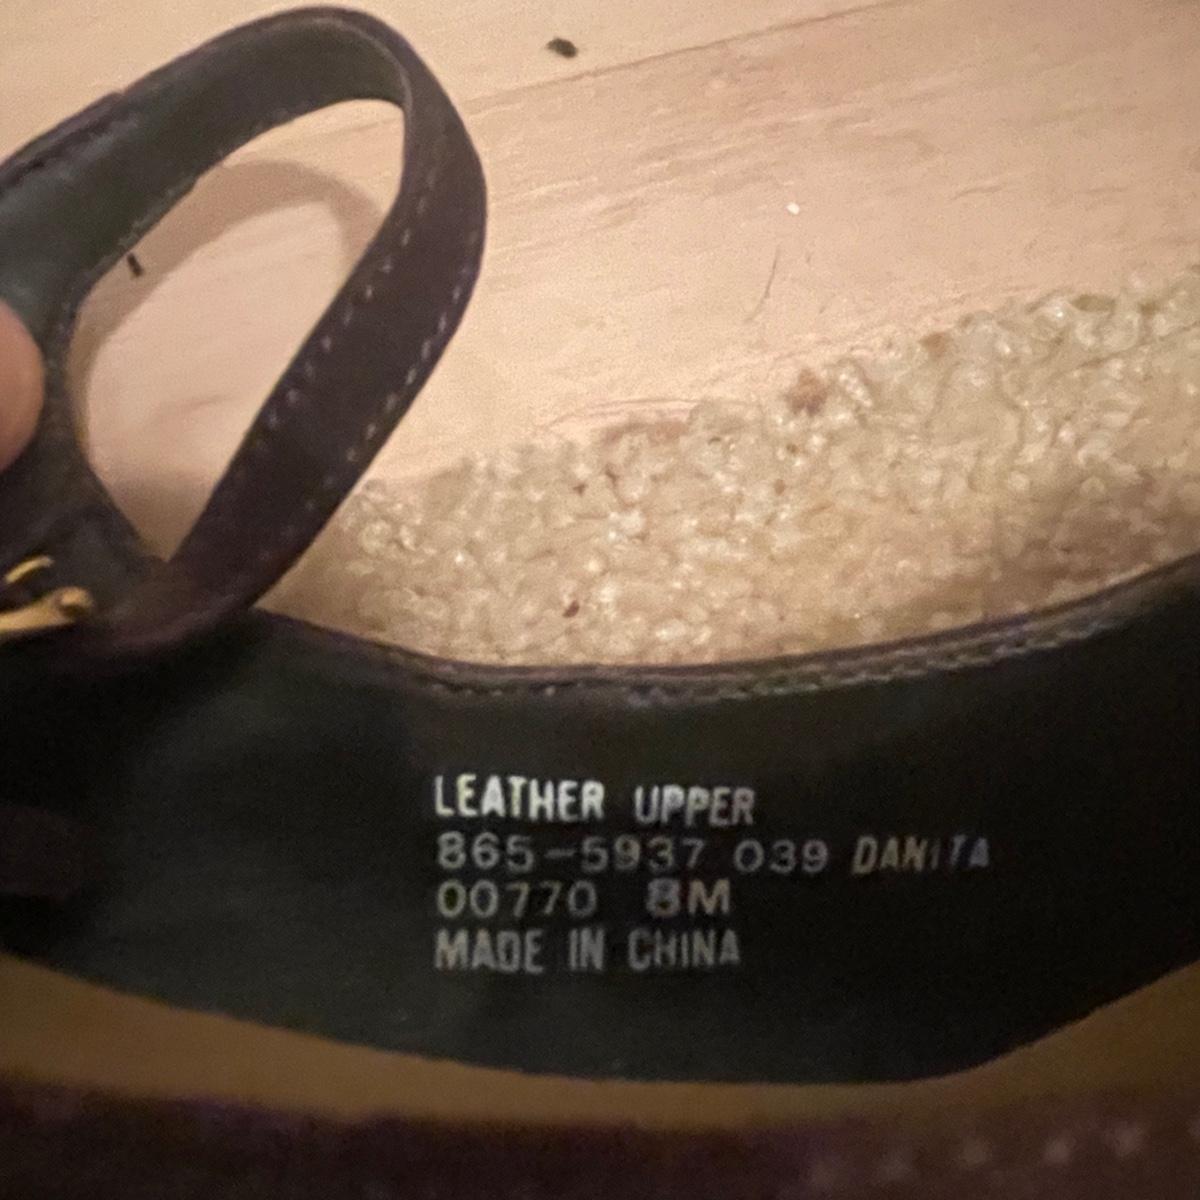 LEATHER UPPER
865-5937 039 DANITA
00770 8M
MADE IN CHINA